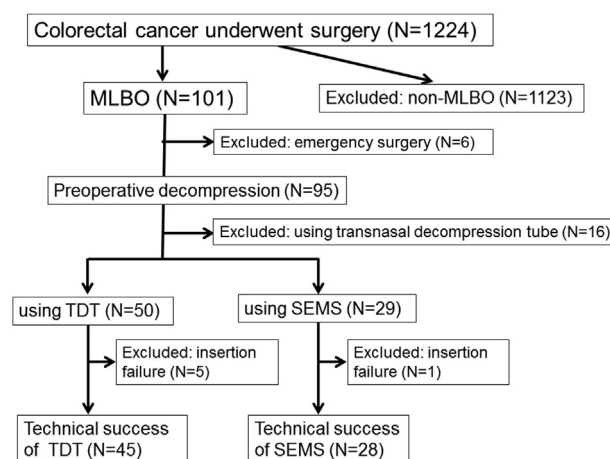 Colorectal cancer underwent surgery (N=1224)
MLBO (N=101)
Excluded: non-MLBO (N=1123)
Excluded: emergency surgery (N=6)
Preoperative decompression (N=95)
Excluded: using transnasal decompression tube (N=16)
using TDT (N=50)
using SEMS (N=29)
Excluded: insertion
failure (N=5)
Excluded: insertion
failure (N=1)
Technical success
of TDT (N=45)
Technical success
of SEMS (N=28)